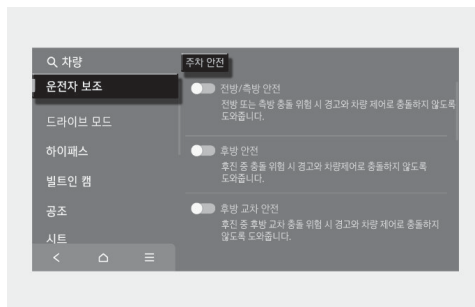 차량
운전자 보조
드라이브 모드
하이패스
빌트인 캠
공조
시트
주차 안전
전방/측방 안전
전방 또는 측방 충돌 위험 시 경고와 차량 제어로 충돌하지 않도록
도와줍니다.
후방 안전
후진 중 충돌 위험 시 경고와 차량제어로 충돌하지 않도록
도와줍니다.
후방 교차 안전
후진 중 후방 교차 충돌 위험 시 경고와 차량 제어로 충돌하지
않도록 도와줍니다.